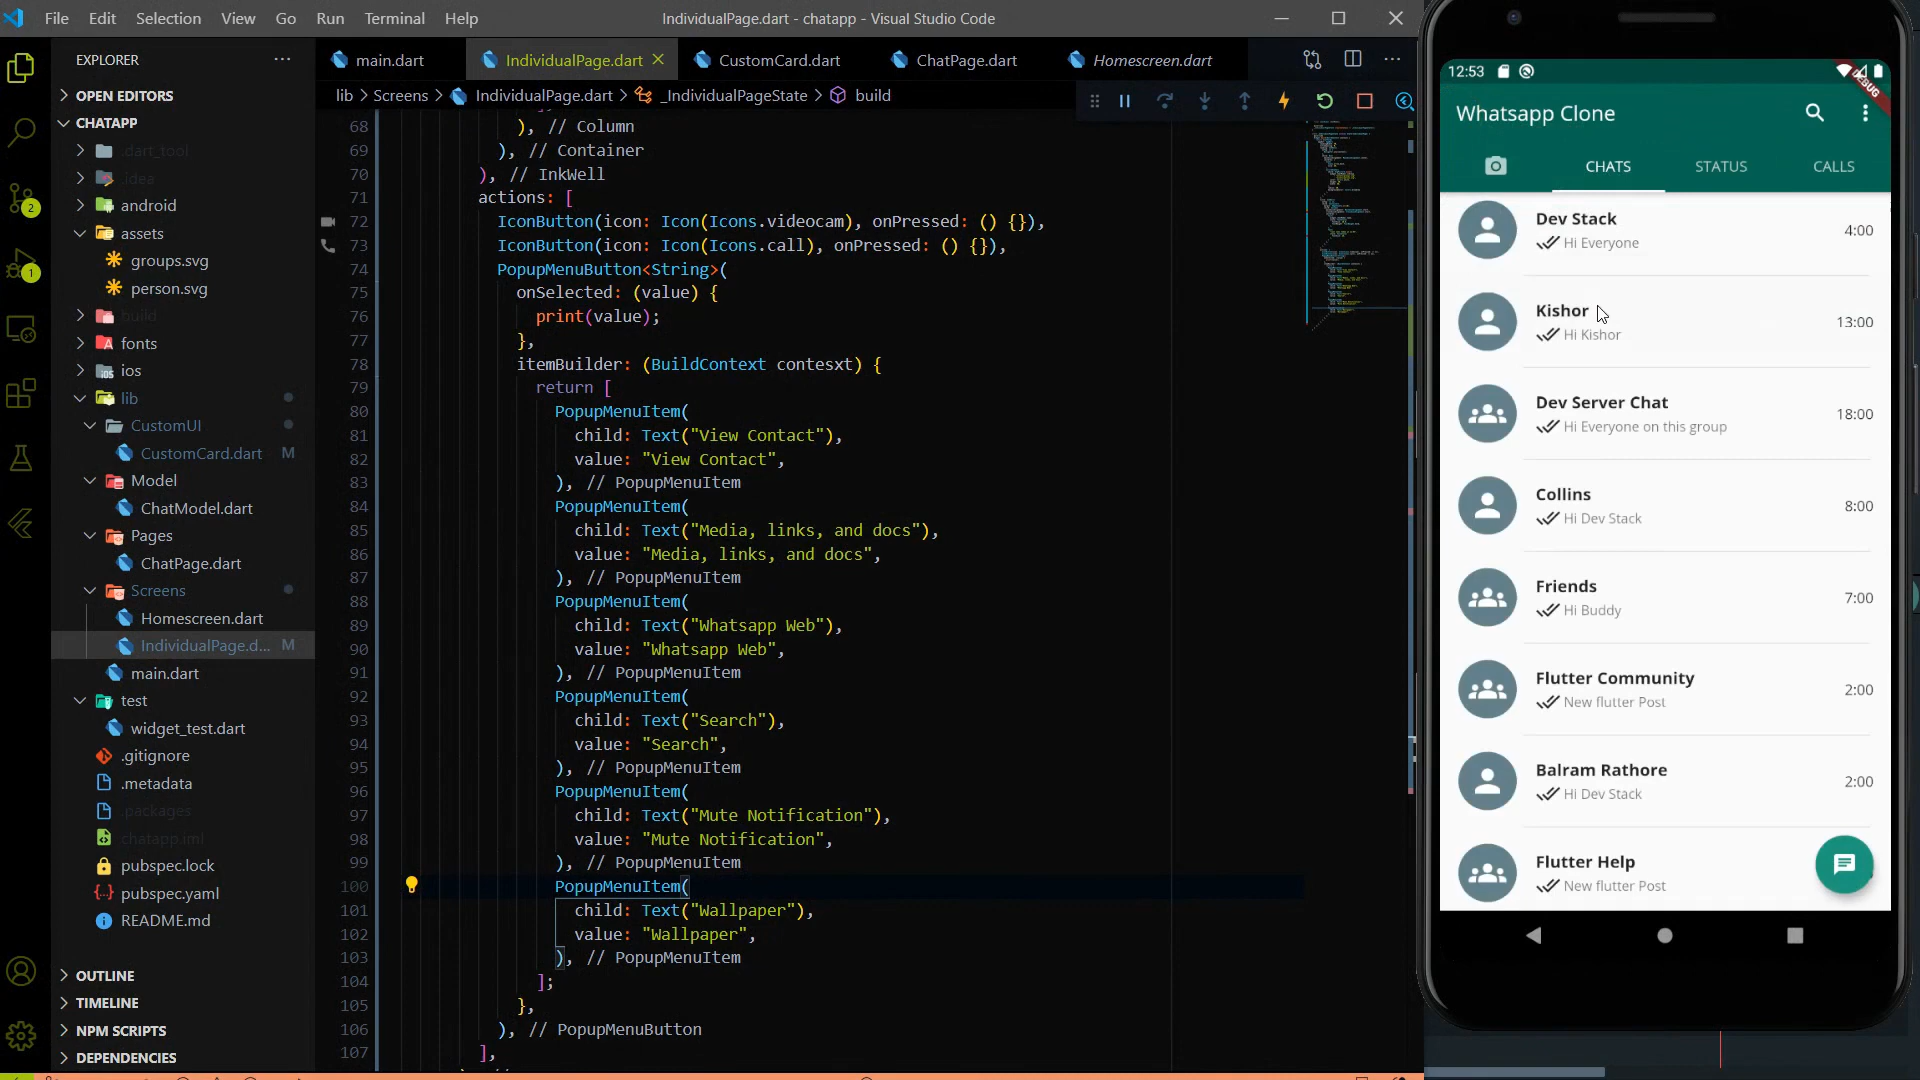 File Edit Selection View Go Run Terminal Help
IndividualPage.dart - chatapp - Visual Studio Code
EXPLORER
OPEN EDITORS
CHATAPP
.dart_tool
.idea
android
assets
groups.svg
person.svg
build
fonts
ios
lib
CustomUI
CustomCard.dart M
Model
ChatModel.dart
Pages
ChatPage.dart
Screens
Homescreen.dart
IndividualPage.d... M
main.dart
test
widget_test.dart
.gitignore
.metadata
.packages
chatapp.iml
pubspec.lock
pubspec.yaml
README.md
OUTLINE
TIMELINE
NPM SCRIPTS
DEPENDENCIES
2
1
main.dart IndividualPage.dart CustomCard.dart ChatPage.dart Homescreen.dart
lib > Screens > IndividualPage.dart > _IndividualPageState > build
68 ), // Column
69 ), // Container
70 ), // InkWell
71 actions: [
72 IconButton(icon: Icon(Icons.videocam), onPressed: () {}),
73 IconButton(icon: Icon(Icons.call), onPressed: () {}),
74 PopupMenuButton<String>(
75 onSelected: (value) {
76 print(value);
77 },
78 itemBuilder: (BuildContext contesxt) {
79 return [
80 PopupMenuItem(
81 child: Text("View Contact"),
82 value: "View Contact",
83 ), // PopupMenuItem
84 PopupMenuItem(
85 child: Text("Media, links, and docs"),
86 value: "Media, links, and docs",
87 ), // PopupMenuItem
88 PopupMenuItem(
89 child: Text("Whatsapp Web"),
90 value: "Whatsapp Web",
91 ), // PopupMenuItem
92 PopupMenuItem(
93 child: Text("Search"),
94 value: "Search",
95 ), // PopupMenuItem
96 PopupMenuItem(
97 child: Text("Mute Notification"),
98 value: "Mute Notification",
99 ), // PopupMenuItem
100 PopupMenuItem(
101 child: Text("Wallpaper"),
102 value: "Wallpaper",
103 ), // PopupMenuItem
104 ];
105 },
106 ), // PopupMenuButton
107 ],
12:53
DEBUG
Whatsapp Clone
CHATS STATUS CALLS
Dev Stack
Hi Everyone
4:00
Kishor
Hi Kishor
13:00
Dev Server Chat
Hi Everyone on this group
18:00
Collins
Hi Dev Stack
8:00
Friends
Hi Buddy
7:00
Flutter Community
New flutter Post
2:00
Balram Rathore
Hi Dev Stack
2:00
Flutter Help
New flutter Post